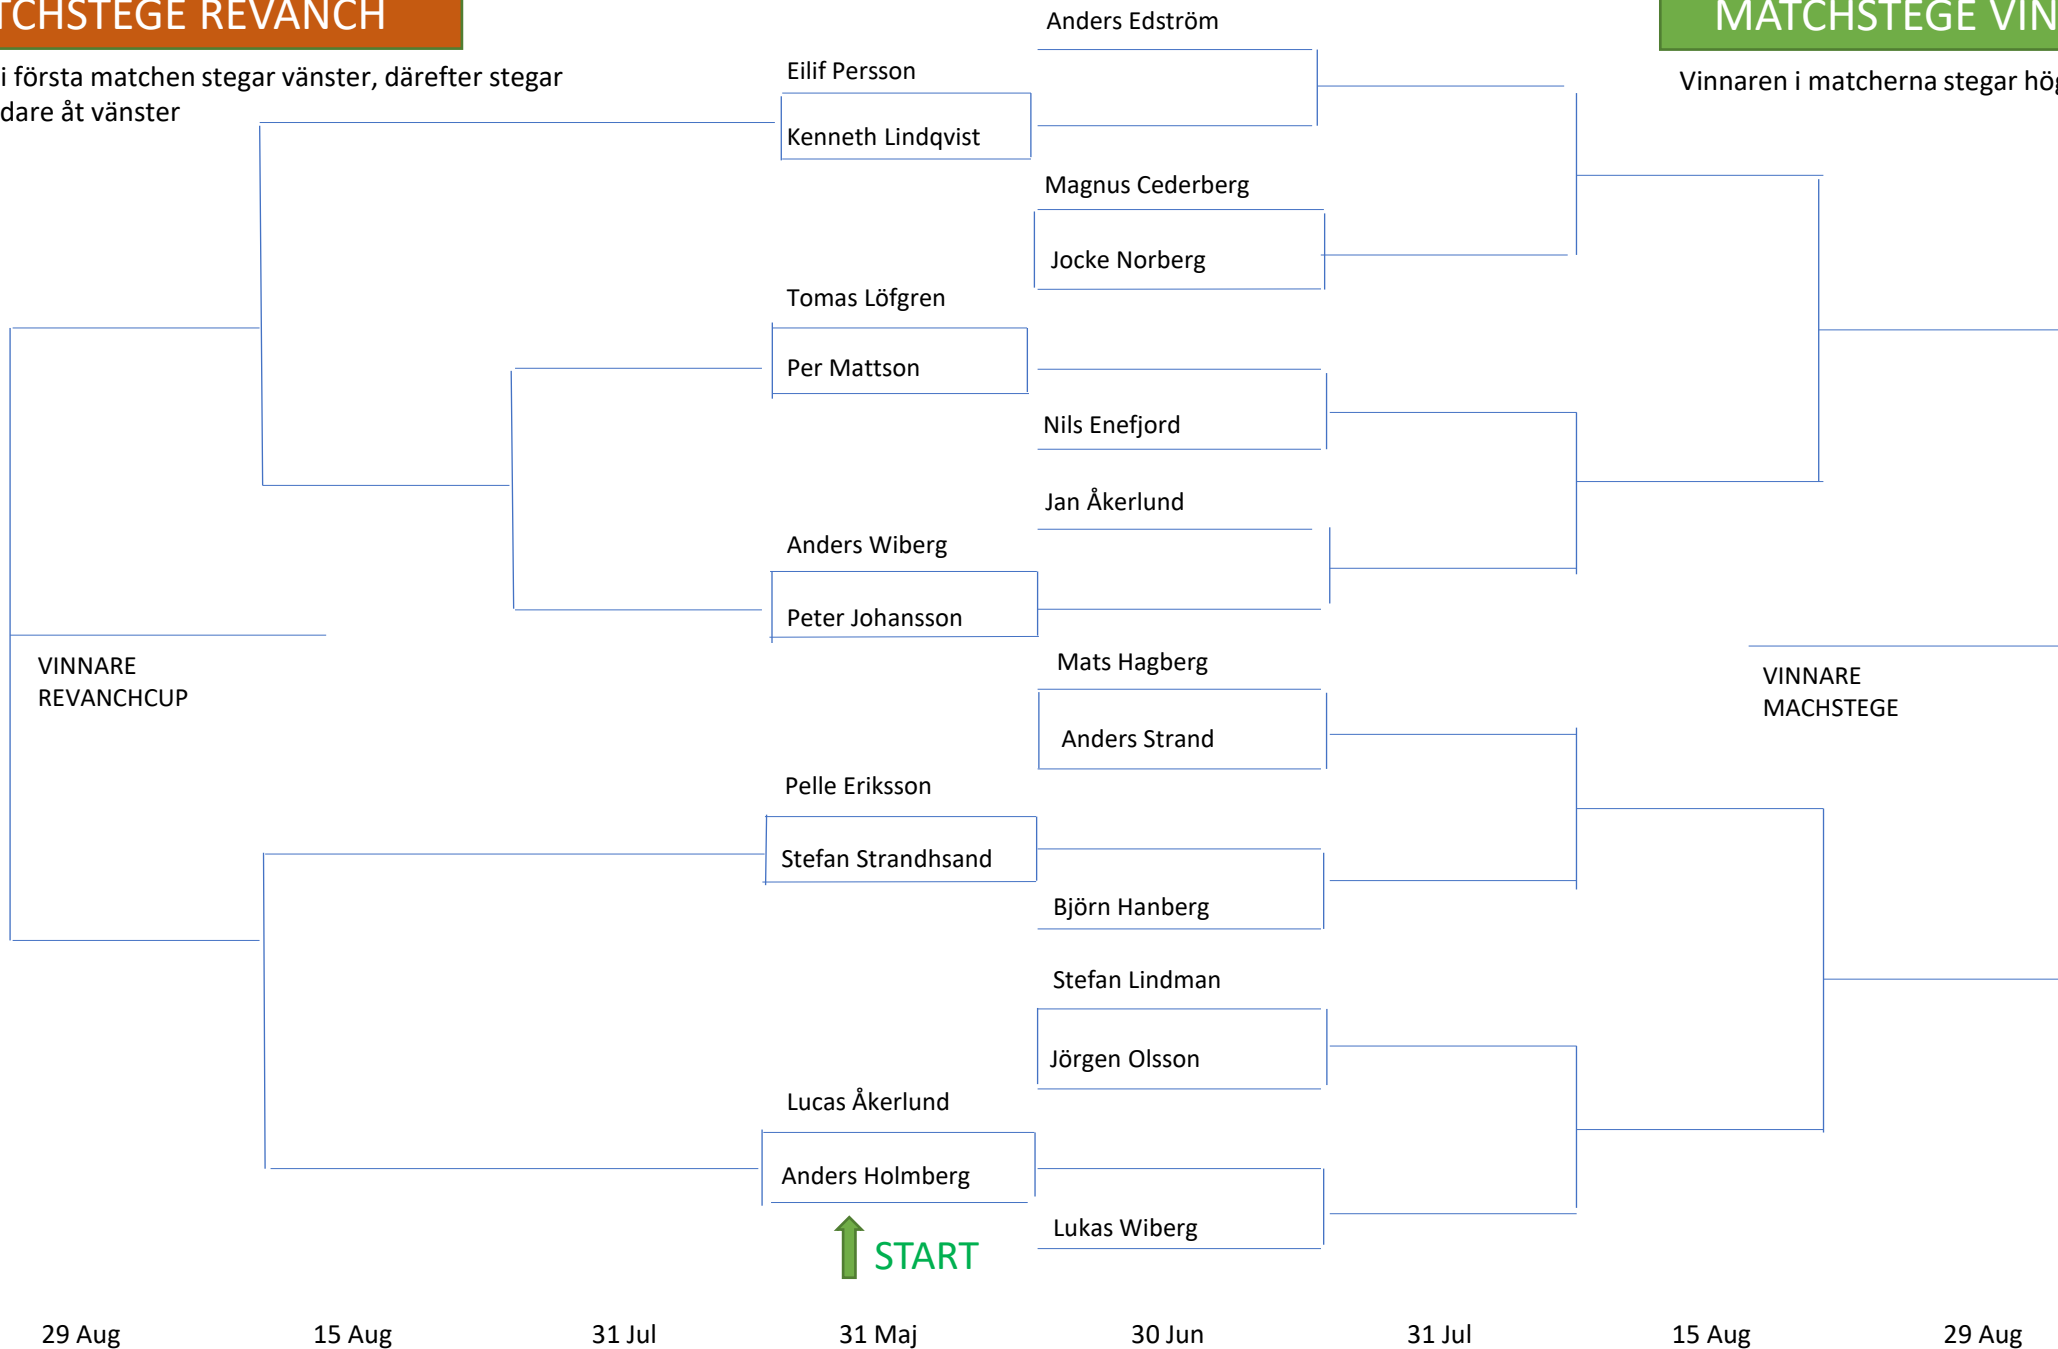 TCHSTEGE REVANCH
MATCHSTEGE VIN
i första matchen stegar vänster, därefter stegar
dare åt vänster
Vinnaren i matcherna stegar hög
Anders Edström
Eilif Persson
Kenneth Lindqvist
Magnus Cederberg
Jocke Norberg
Tomas Löfgren
Per Mattson
Nils Enefjord
Jan Åkerlund
Anders Wiberg
Peter Johansson
Mats Hagberg
VINNARE
REVANCHCUP
VINNARE
MACHSTEGE
Anders Strand
Pelle Eriksson
Stefan Strandhsand
Björn Hanberg
Stefan Lindman
Jörgen Olsson
Lucas Åkerlund
Anders Holmberg
Lukas Wiberg
START
29 Aug 15 Aug 31 Jul 31 Maj 30 Jun 31 Jul 15 Aug 29 Aug